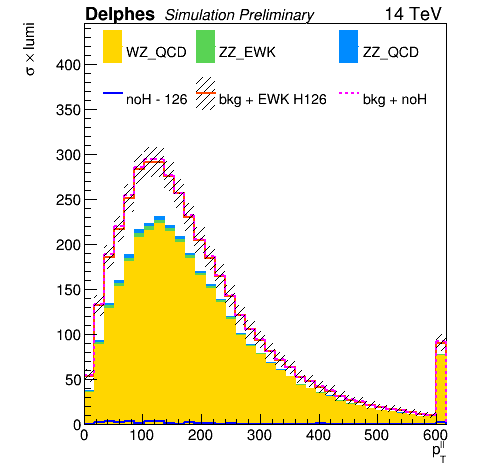 Delphes Simulation Preliminary 14 TeV
σ × lumi
WZ_QCD ZZ_EWK ZZ_QCD
noH - 126 bkg + EWK H126 bkg + noH
400
350
300
250
200
150
100
50
0
0 100 200 300 400 500 600
p_T^ll